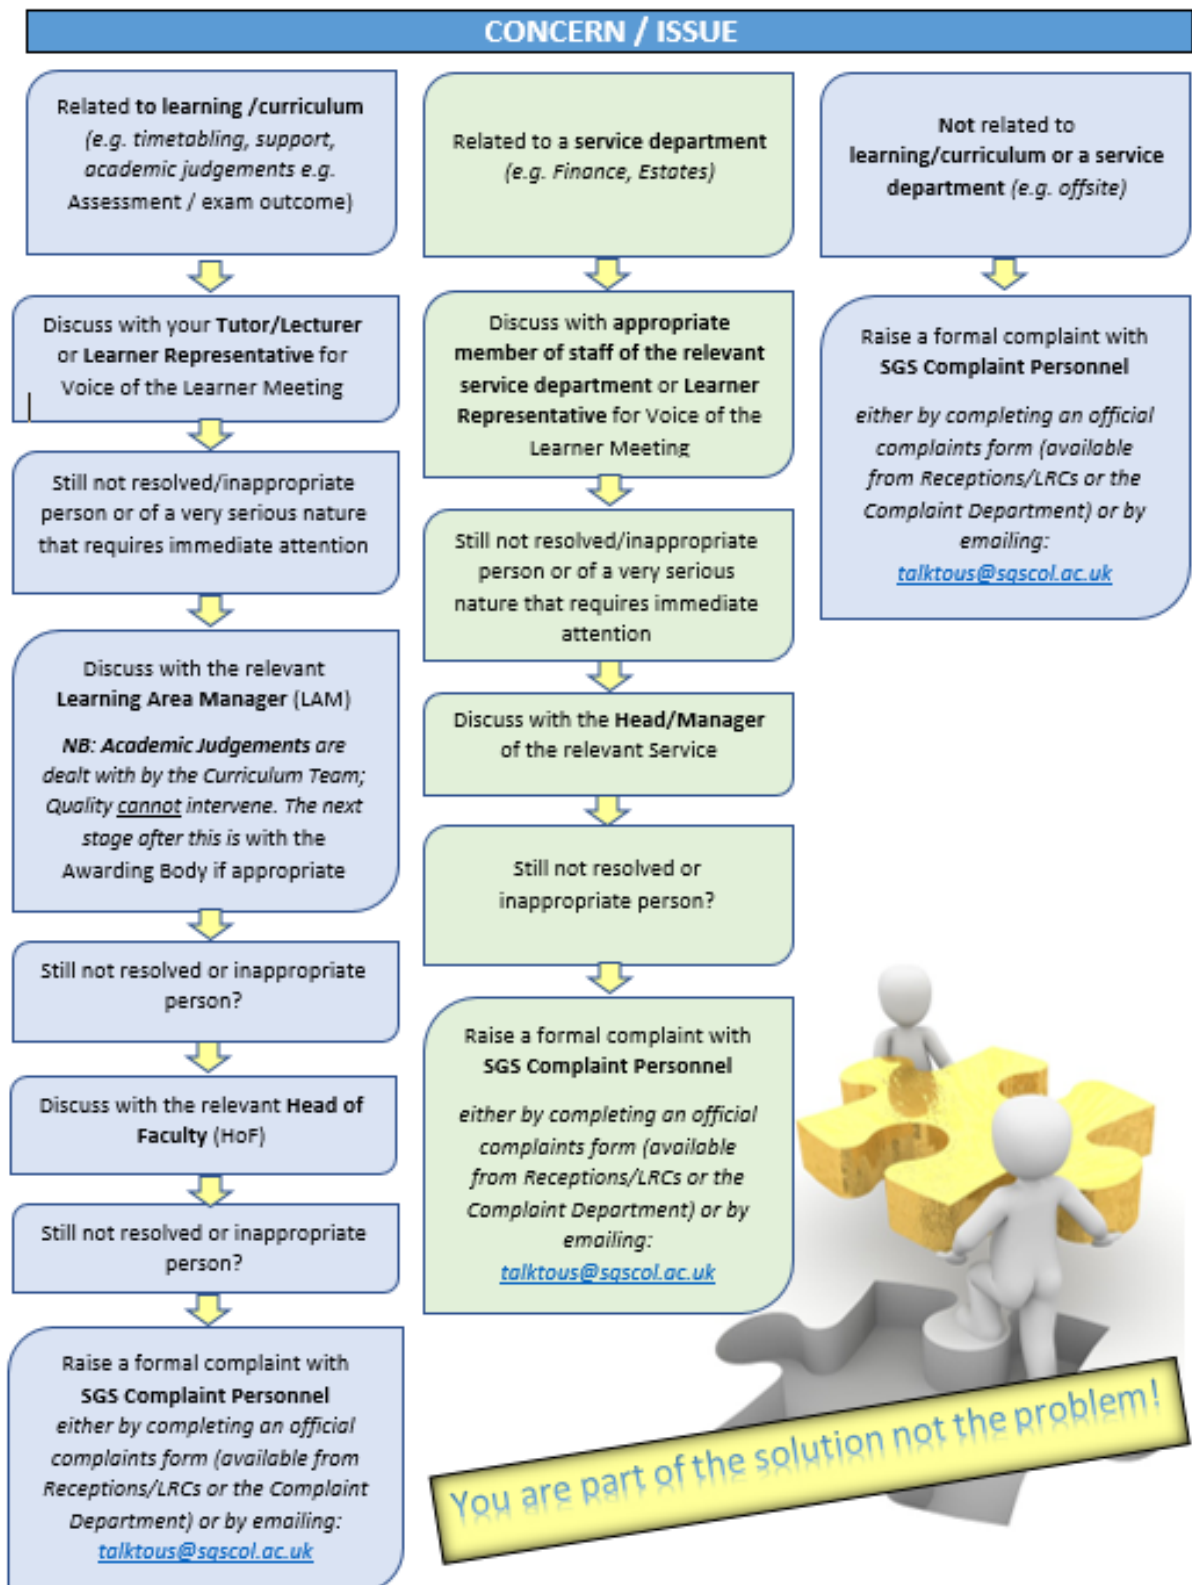 CONCERN / ISSUE
Related to learning /curriculum
(e.g. timetabling, support,
academic judgements e.g.
Assessment / exam outcome)
Discuss with your Tutor/Lecturer
or Learner Representative for
Voice of the Learner Meeting
Still not resolved/inappropriate
person or of a very serious nature
that requires immediate attention
Discuss with the relevant
Learning Area Manager (LAM)
NB: Academic Judgements are
dealt with by the Curriculum Team;
Quality cannot intervene. The next
stage after this is with the
Awarding Body if appropriate
Still not resolved or inappropriate
person?
Discuss with the relevant Head of
Faculty (HoF)
Still not resolved or inappropriate
person?
Raise a formal complaint with
SGS Complaint Personnel
either by completing an official
complaints form (available from
Receptions/LRCs or the Complaint
Department) or by emailing:
talktous@sgscol.ac.uk
Related to a service department
(e.g. Finance, Estates)
Discuss with appropriate
member of staff of the relevant
service department or Learner
Representative for Voice of the
Learner Meeting
Still not resolved/inappropriate
person or of a very serious
nature that requires immediate
attention
Discuss with the Head/Manager
of the relevant Service
Still not resolved or
inappropriate person?
Raise a formal complaint with
SGS Complaint Personnel
either by completing an official
complaints form (available
from Receptions/LRCs or the
Complaint Department) or by
emailing:
talktous@sgscol.ac.uk
Not related to
learning/curriculum or a service
department (e.g. offsite)
Raise a formal complaint with
SGS Complaint Personnel
either by completing an official
complaints form (available
from Receptions/LRCs or the
Complaint Department) or by
emailing:
talktous@sgscol.ac.uk
You are part of the solution not the problem!